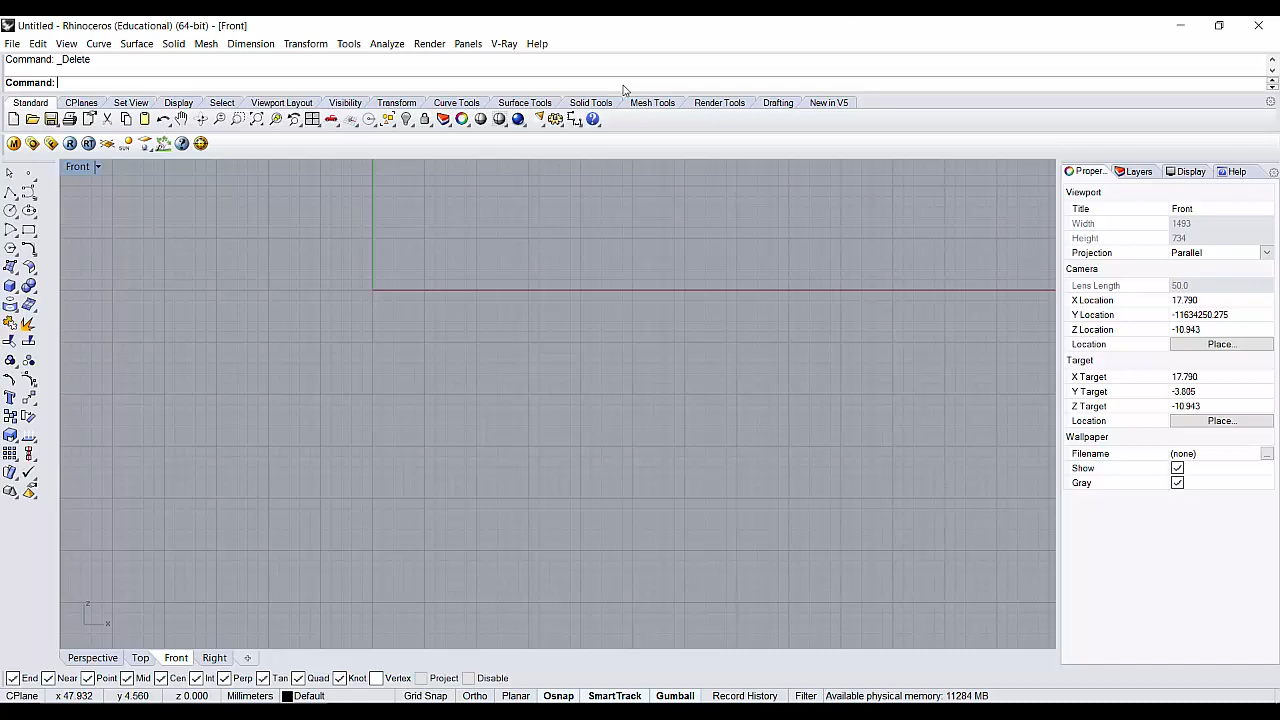 Untitled - Rhinoceros (Educational) (64-bit) - [Front]
File Edit View Curve Surface Solid Mesh Dimension Transform Tools Analyze Render Panels V-Ray Help
Command: _Delete
Command:
Standard CPlanes Set View Display Select Viewport Layout Visibility Transform Curve Tools Surface Tools Solid Tools Mesh Tools Render Tools Drafting New in V5
M R RT SUN
Front
Proper... Layers Display Help
Viewport
Title Front
Width 1493
Height 734
Projection Parallel
Camera
Lens Length 50.0
X Location 17.790
Y Location -11634250.275
Z Location -10.943
Location Place...
Target
X Target 17.790
Y Target -3.805
Z Target -10.943
Location Place...
Wallpaper
Filename (none) ...
Show
Gray
z
x
Perspective Top Front Right
End Near Point Mid Cen Int Perp Tan Quad Knot Vertex Project Disable
CPlane x 47.932 y 4.560 z 0.000 Millimeters Default Grid Snap Ortho Planar Osnap SmartTrack Gumball Record History Filter Available physical memory: 11284 MB